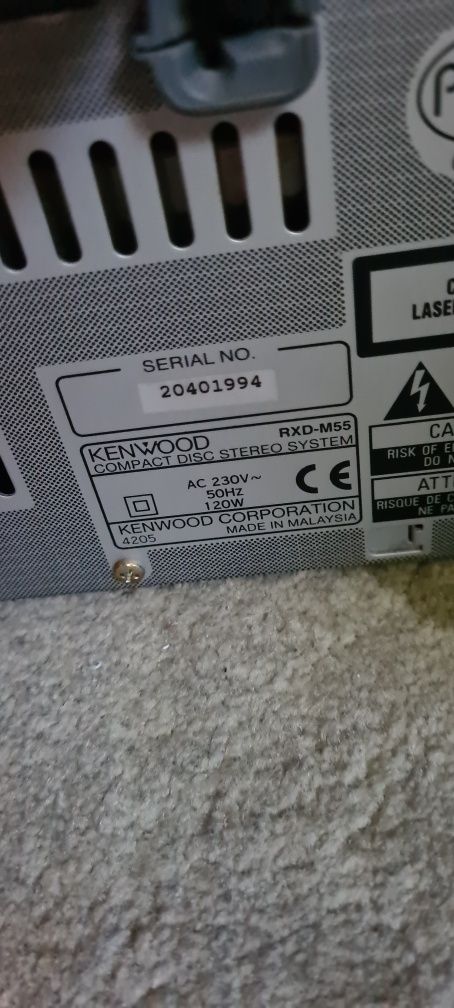 SERIAL NO.
20401994
KENWOOD RXD-M55
COMPACT DISC STEREO SYSTEM
AC 230V~
50HZ
120W
CE
KENWOOD CORPORATION
4205 MADE IN MALAYSIA
LASE
CA
RISK OF E
DO N
ATTE
RISQUE DE C
NE PA